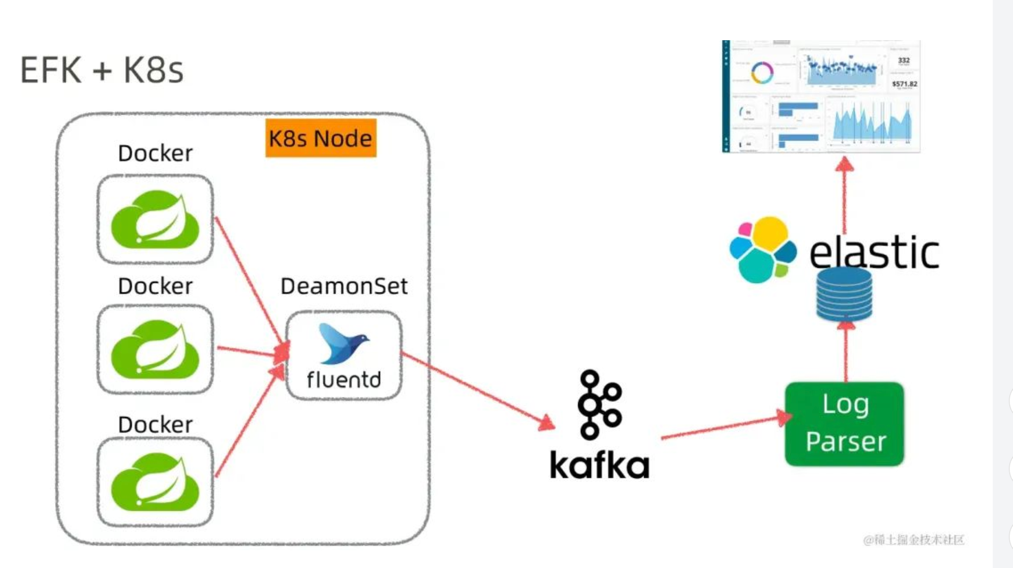 EFK + K8s
K8s Node
Docker
Docker
DeamonSet
fluentd
Docker
kafka
Log
Parser
elastic
332
$571.82
@稀土掘金技术社区